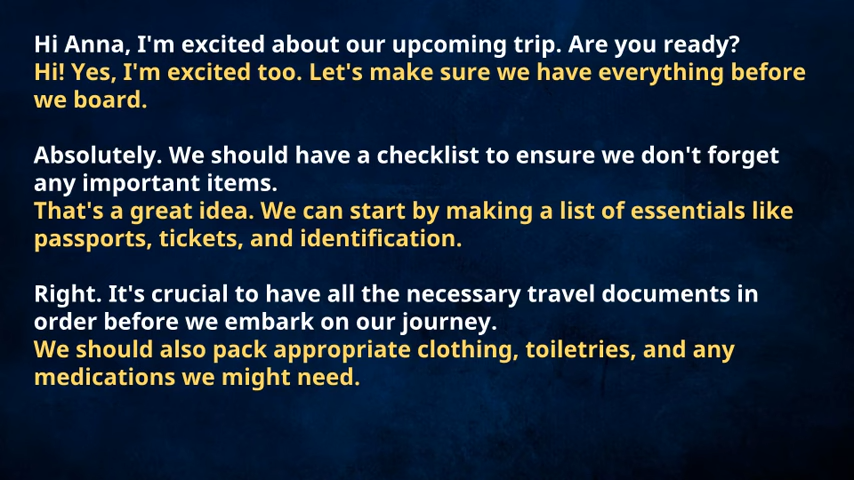 Hi Anna, I'm excited about our upcoming trip. Are you ready?
Hi! Yes, I'm excited too. Let's make sure we have everything before
we board.
Absolutely. We should have a checklist to ensure we don't forget
any important items.
That's a great idea. We can start by making a list of essentials like
passports, tickets, and identification.
Right. It's crucial to have all the necessary travel documents in
order before we embark on our journey.
We should also pack appropriate clothing, toiletries, and any
medications we might need.